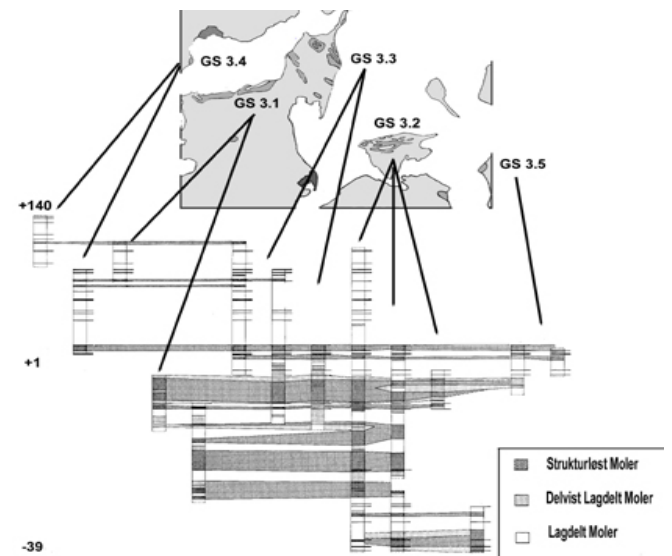 GS 3.4
GS 3.3
GS 3.1
GS 3.2
GS 3.5
+140
+1
-39
Strukturløst Moler
Delvist Lagdelt Moler
Lagdelt Moler